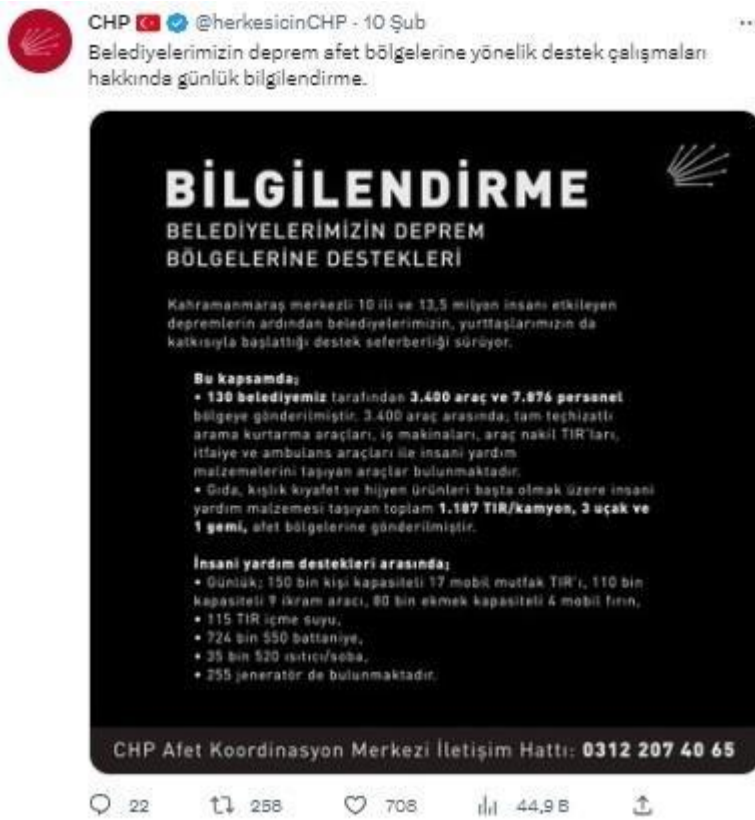 CHP @herkesicinCHP · 10 Şub
Belediyelerimizin deprem afet bölgelerine yönelik destek çalışmaları
hakkında günlük bilgilendirme.
BİLGİLENDİRME
BELEDİYELERİMİZİN DEPREM
BÖLGELERİNE DESTEKLERİ
Kahramanmaraş merkezli 10 ili ve 13,5 milyon insanı etkileyen
depremlerin ardından belediyelerimizin, yurttaşlarımızın da
katkısıyla başlattığı destek seferberliği sürüyor.
Bu kapsamda;
• 130 belediyemiz tarafından 3.400 araç ve 7.876 personel
bölgeye gönderilmiştir. 3.400 araç arasında; tam teçhizatlı
arama kurtarma araçları, iş makinaları, araç nakil TIR'ları,
itfaiye ve ambulans araçları ile insani yardım
malzemelerini taşıyan araçlar bulunmaktadır.
• Gıda, kışlık kıyafet ve hijyen ürünleri başta olmak üzere insani
yardım malzemesi taşıyan toplam 1.187 TIR/kamyon, 3 uçak ve
1 gemi, afet bölgelerine gönderilmiştir.
İnsani yardım destekleri arasında;
• Günlük; 150 bin kişi kapasiteli 17 mobil mutfak TIR'ı, 110 bin
kapasiteli 9 ikram aracı, 80 bin ekmek kapasiteli 4 mobil fırın,
• 115 TIR içme suyu,
• 724 bin 550 battaniye,
• 35 bin 520 ısıtıcı/soba,
• 255 jeneratör de bulunmaktadır.
CHP Afet Koordinasyon Merkezi İletişim Hattı: 0312 207 40 65
22 258 708 44,9 B